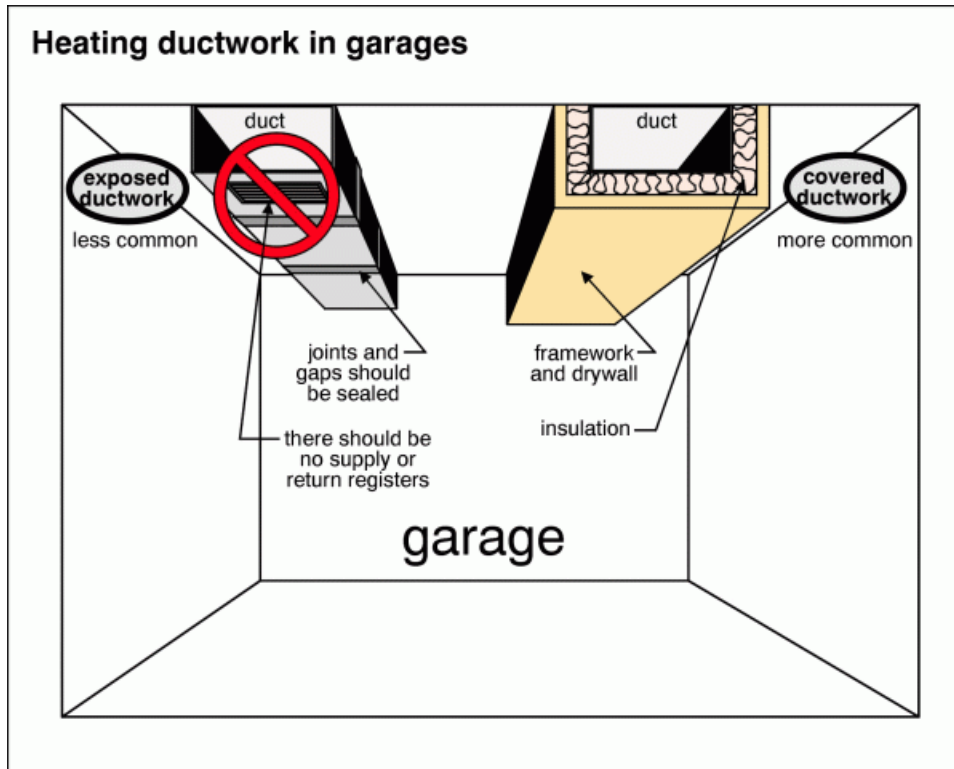 Heating ductwork in garages
duct
duct
exposed
ductwork
less common
covered
ductwork
more common
joints and
gaps should
be sealed
framework
and drywall
insulation
there should be
no supply or
return registers
garage